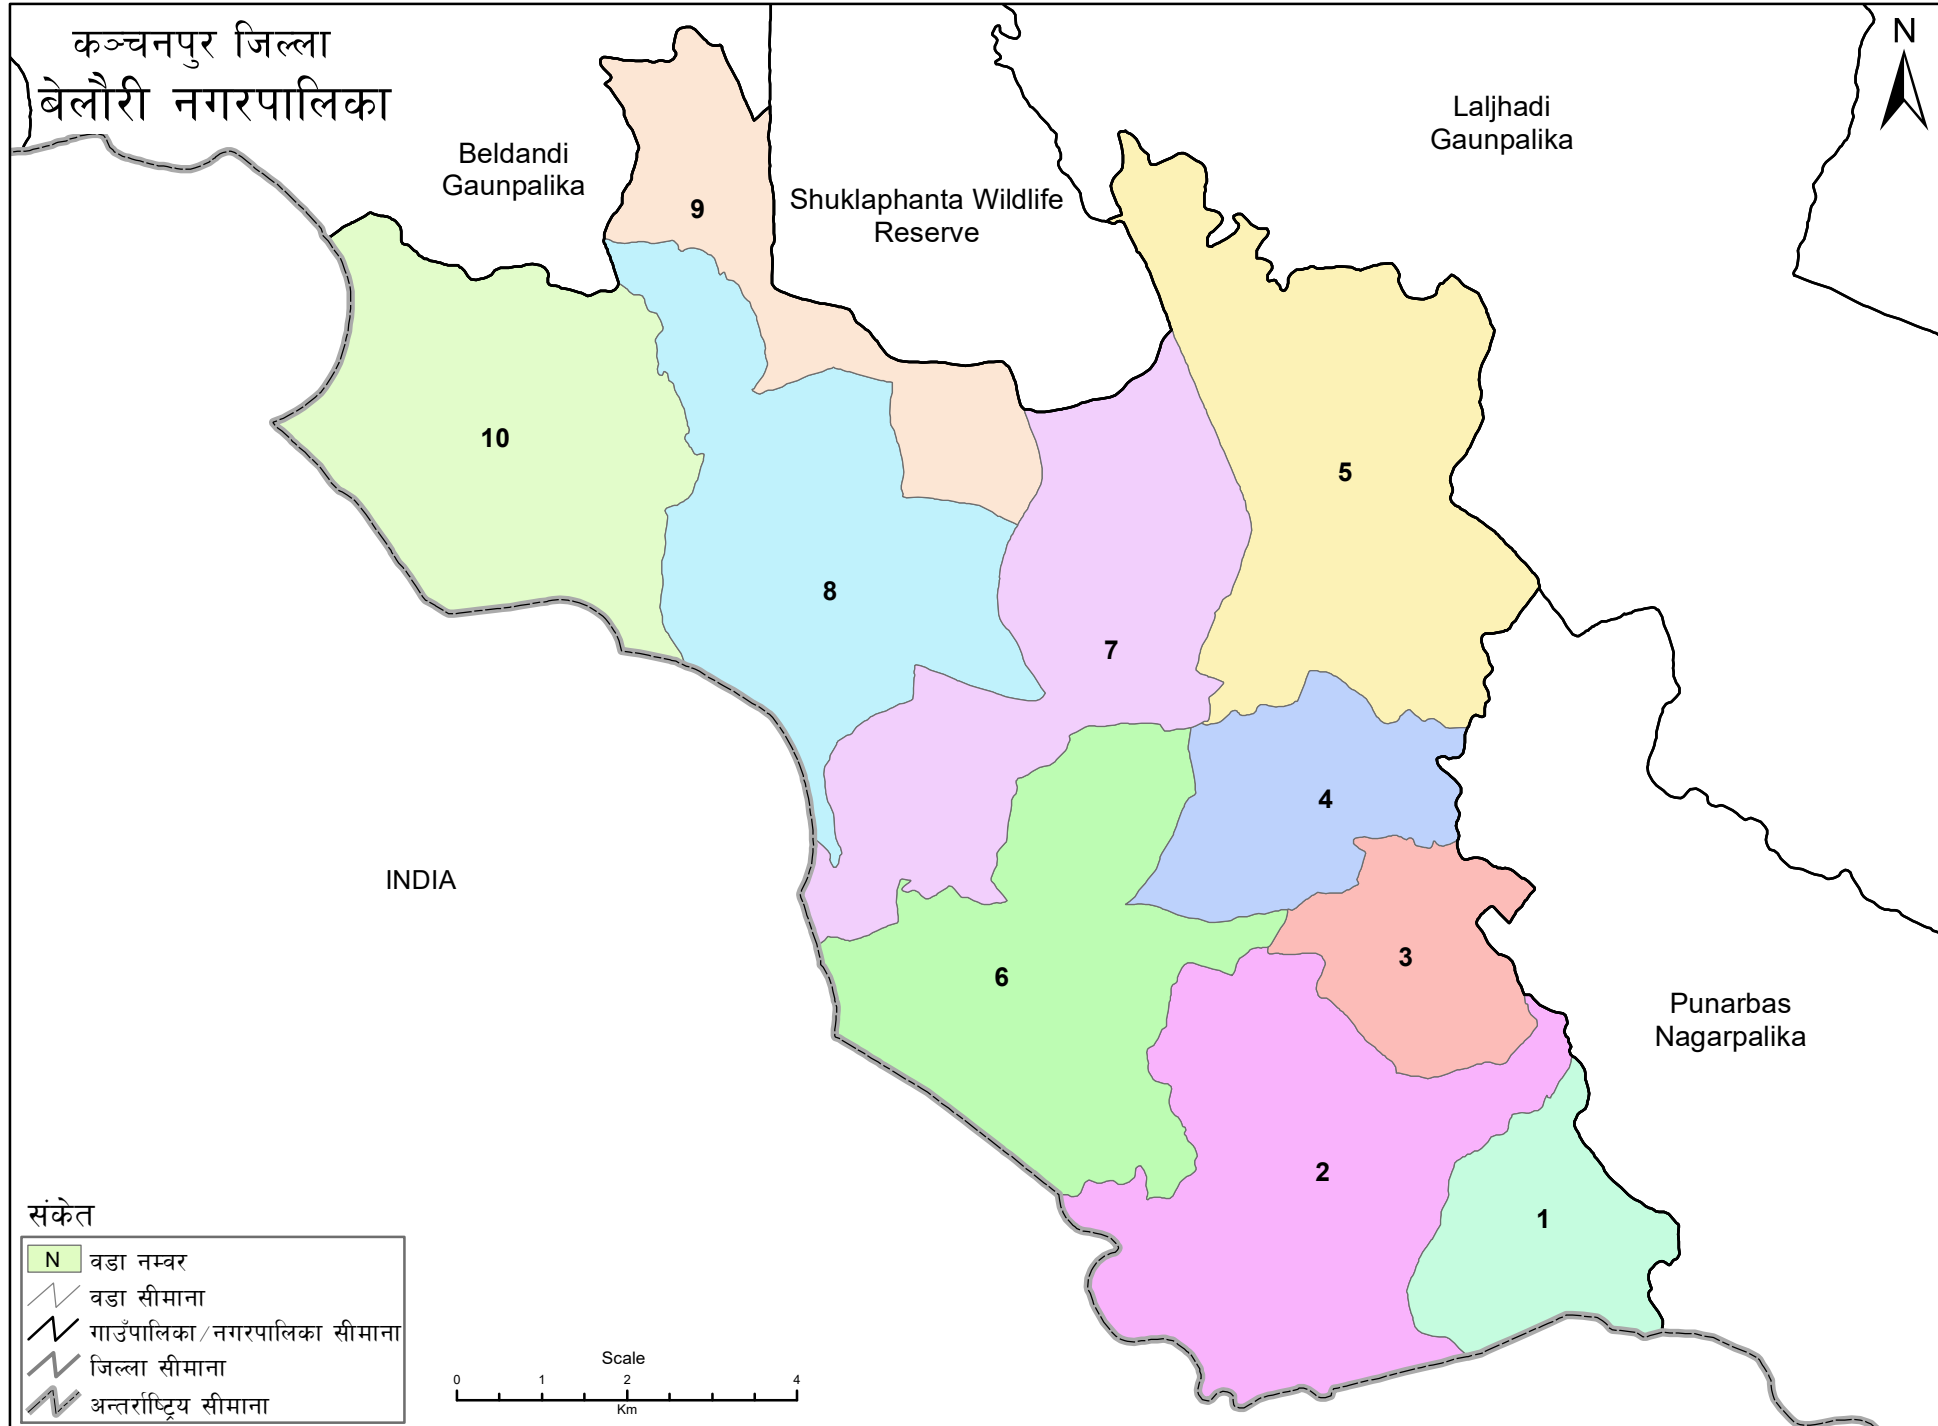 कञ्चनपुर जिल्ला
बेलौरी नगरपालिका
N
Beldandi
Gaunpalika
Shuklaphanta Wildlife
Reserve
Laljhadi
Gaunpalika
9
10
5
8
7
4
INDIA
3
6
Punarbas
Nagarpalika
2
1
संकेत
N वडा नम्वर
वडा सीमाना
गाउँपालिका/नगरपालिका सीमाना
जिल्ला सीमाना
अन्तर्राष्ट्रिय सीमाना
Scale
0 1 2 4
Km